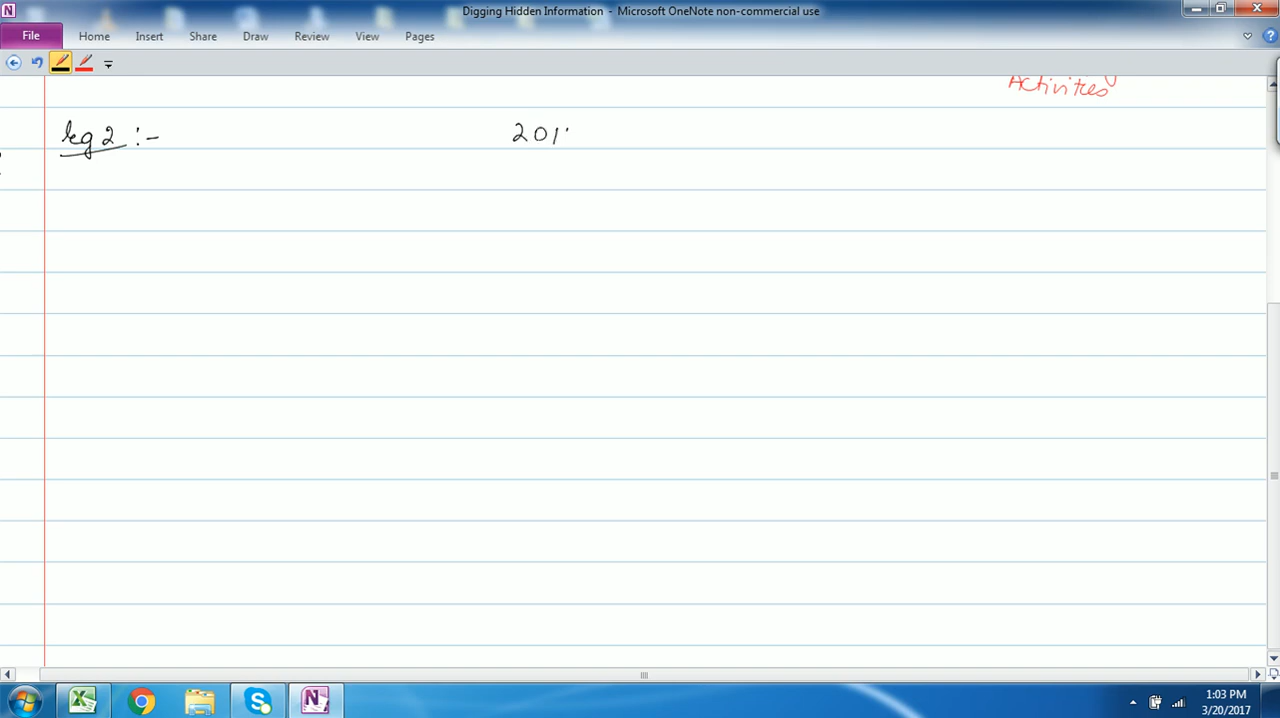 Digging Hidden Information - Microsoft OneNote non-commercial use
File Home Insert Share Draw Review View Pages
Activities
eg 2 :-
201
1:03 PM
3/20/2017